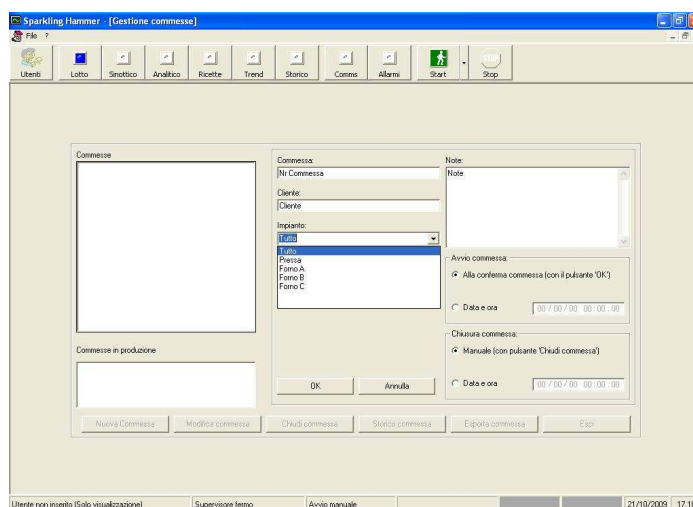 Sparkling Hammer - [Gestione commesse]
File ?
Utenti Lotto Sinottico Analitico Ricette Trend Storico Comms Allarmi Start Stop
STOP
Commesse
Commessa:
Nr Commessa
Cliente:
Cliente
Impianto:
Tutto
Tutto
Pressa
Forno A
Forno B
Forno C
Note:
Note
Avvio commessa:
Alla conferma commessa (con il pulsante 'OK')
Data e ora 00 / 00 / 00 00 : 00 : 00
Chiusura commessa:
Manuale (con pulsante 'Chiudi commessa')
Data e ora 00 / 00 / 00 00 : 00 : 00
Commesse in produzione
OK Annulla
Nuova Commessa Modifica commessa Chiudi commessa Storico commessa Esporta commessa Esci
Utente non inserito (Solo visualizzazione) Supervisore fermo Avvio manuale 21/10/2009